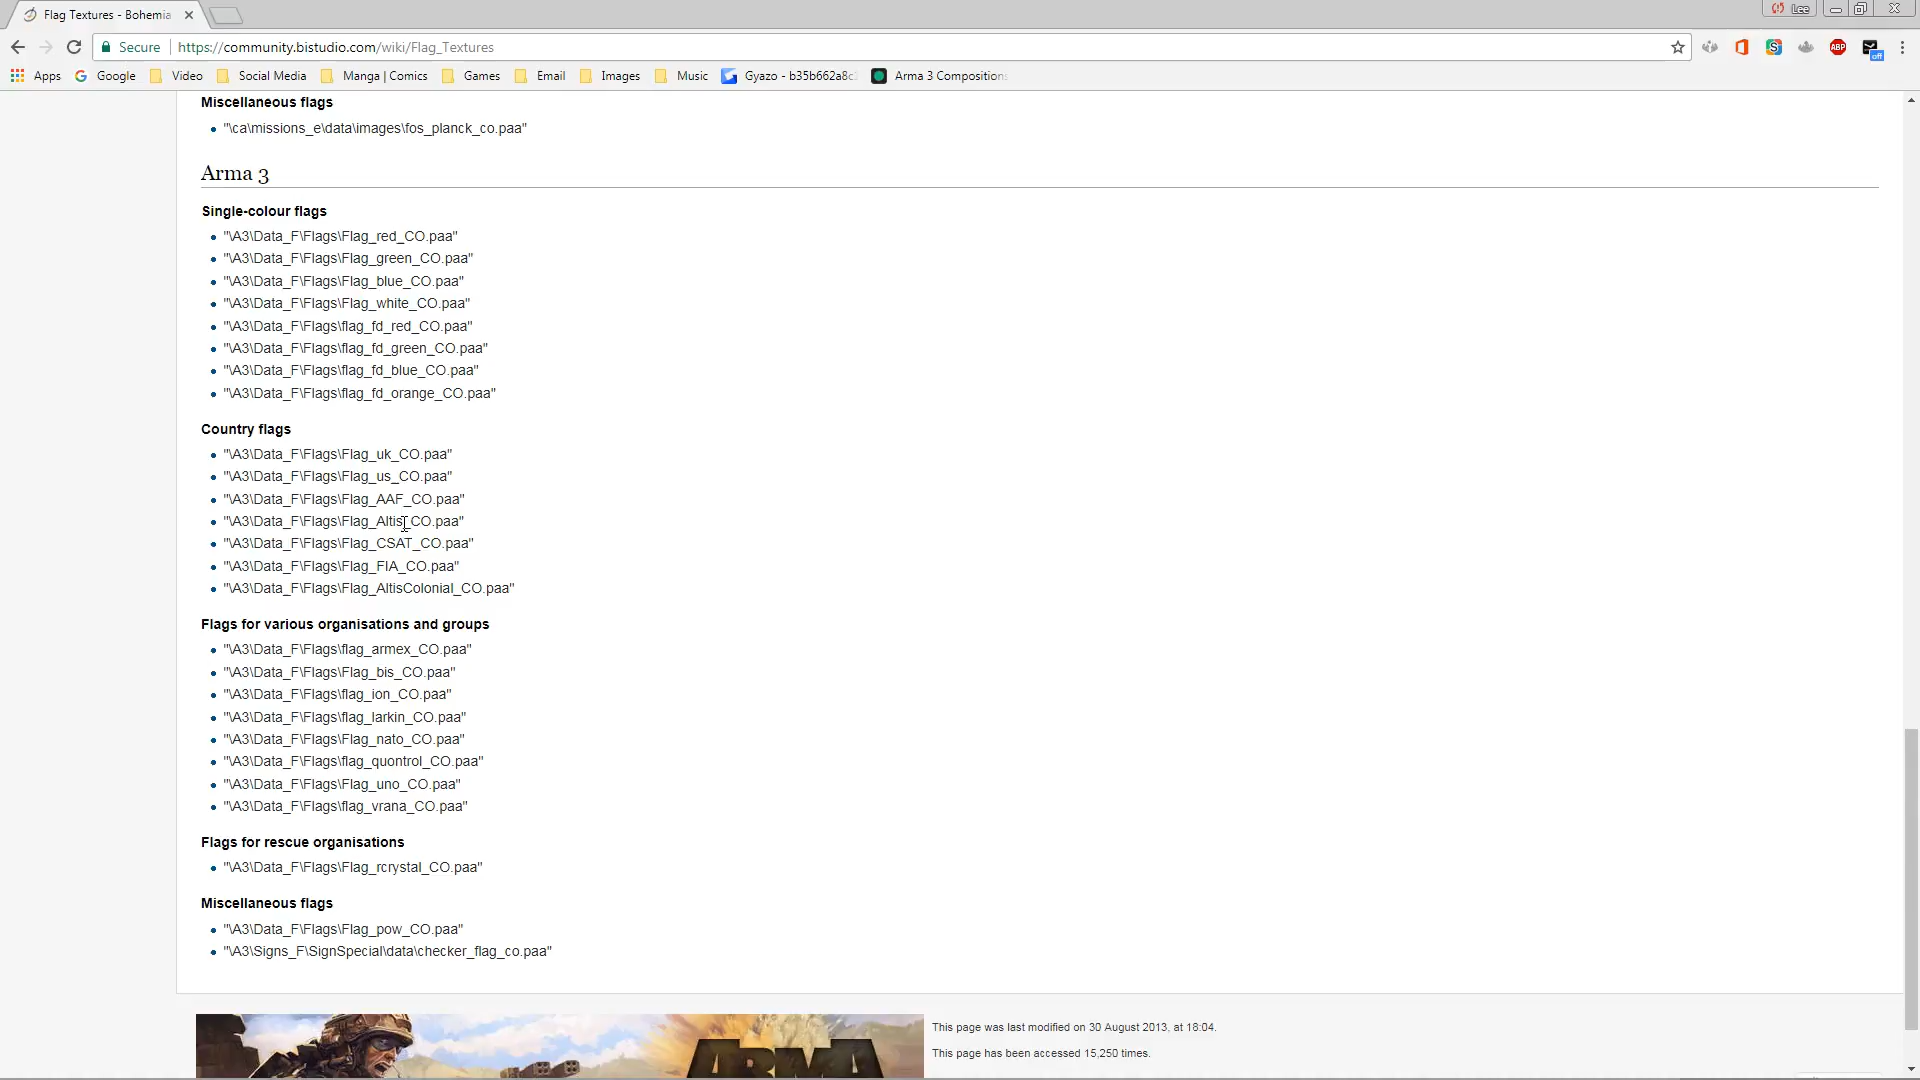 Flag Textures - Bohemia
Lee
Secure
https://community.bistudio.com/wiki/Flag_Textures
ABP
off
Apps
Google
Video
Social Media
Manga | Comics
Games
Email
Images
Music
Gyazo - b35b662a8c
Arma 3 Composition
Miscellaneous flags
"\ca\missions_e\data\images\fos_planck_co.paa"
Arma 3
Single-colour flags
"\A3\Data_F\Flags\Flag_red_CO.paa"
"\A3\Data_F\Flags\Flag_green_CO.paa"
"\A3\Data_F\Flags\Flag_blue_CO.paa"
"\A3\Data_F\Flags\Flag_white_CO.paa"
"\A3\Data_F\Flags\flag_fd_red_CO.paa"
"\A3\Data_F\Flags\flag_fd_green_CO.paa"
"\A3\Data_F\Flags\flag_fd_blue_CO.paa"
"\A3\Data_F\Flags\flag_fd_orange_CO.paa"
Country flags
"\A3\Data_F\Flags\Flag_uk_CO.paa"
"\A3\Data_F\Flags\Flag_us_CO.paa"
"\A3\Data_F\Flags\Flag_AAF_CO.paa"
"\A3\Data_F\Flags\Flag_Altis_CO.paa"
"\A3\Data_F\Flags\Flag_CSAT_CO.paa"
"\A3\Data_F\Flags\Flag_FIA_CO.paa"
"\A3\Data_F\Flags\Flag_AltisColonial_CO.paa"
Flags for various organisations and groups
"\A3\Data_F\Flags\flag_armex_CO.paa"
"\A3\Data_F\Flags\Flag_bis_CO.paa"
"\A3\Data_F\Flags\flag_ion_CO.paa"
"\A3\Data_F\Flags\flag_larkin_CO.paa"
"\A3\Data_F\Flags\Flag_nato_CO.paa"
"\A3\Data_F\Flags\flag_quontrol_CO.paa"
"\A3\Data_F\Flags\Flag_uno_CO.paa"
"\A3\Data_F\Flags\flag_vrana_CO.paa"
Flags for rescue organisations
"\A3\Data_F\Flags\Flag_rcrystal_CO.paa"
Miscellaneous flags
"\A3\Data_F\Flags\Flag_pow_CO.paa"
"\A3\Signs_F\SignSpecial\data\checker_flag_co.paa"
ARMA
This page was last modified on 30 August 2013, at 18:04.
This page has been accessed 15,250 times.